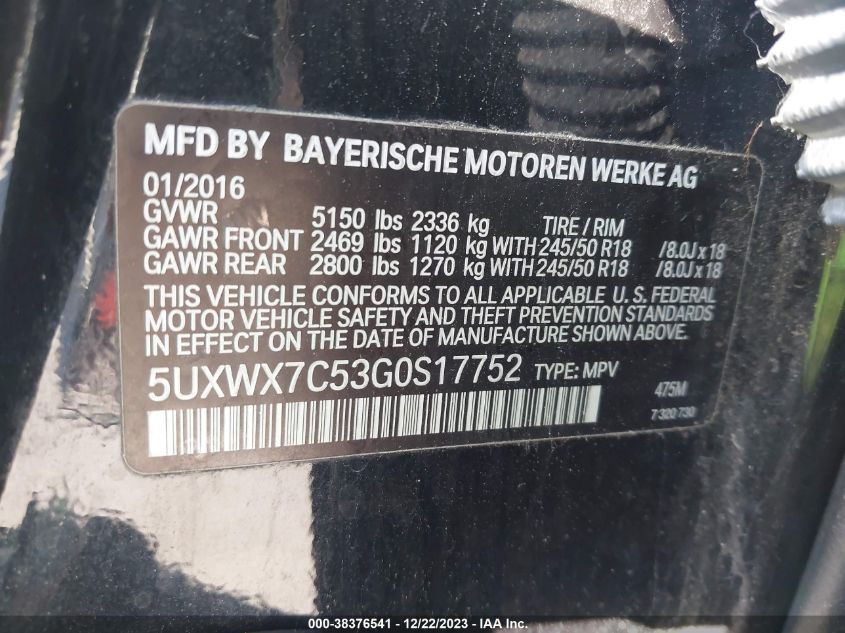 MFD BY BAYERISCHE MOTOREN WERKE AG
01/2016
GVWR 5150 lbs 2336 kg TIRE / RIM
GAWR FRONT 2469 lbs 1120 kg WITH 245/50 R18 /8.0J x 18
GAWR REAR 2800 lbs 1270 kg WITH 245/50 R18 /8.0J x 18
THIS VEHICLE CONFORMS TO ALL APPLICABLE U. S. FEDERAL
MOTOR VEHICLE SAFETY AND THEFT PREVENTION STANDARDS
IN EFFECT ON THE DATE OF MANUFACTURE SHOWN ABOVE.
5UXWX7C53G0S17752 TYPE: MPV 475M
7 320 730
000-38376541 - 12/22/2023 - © COPYRIGHT